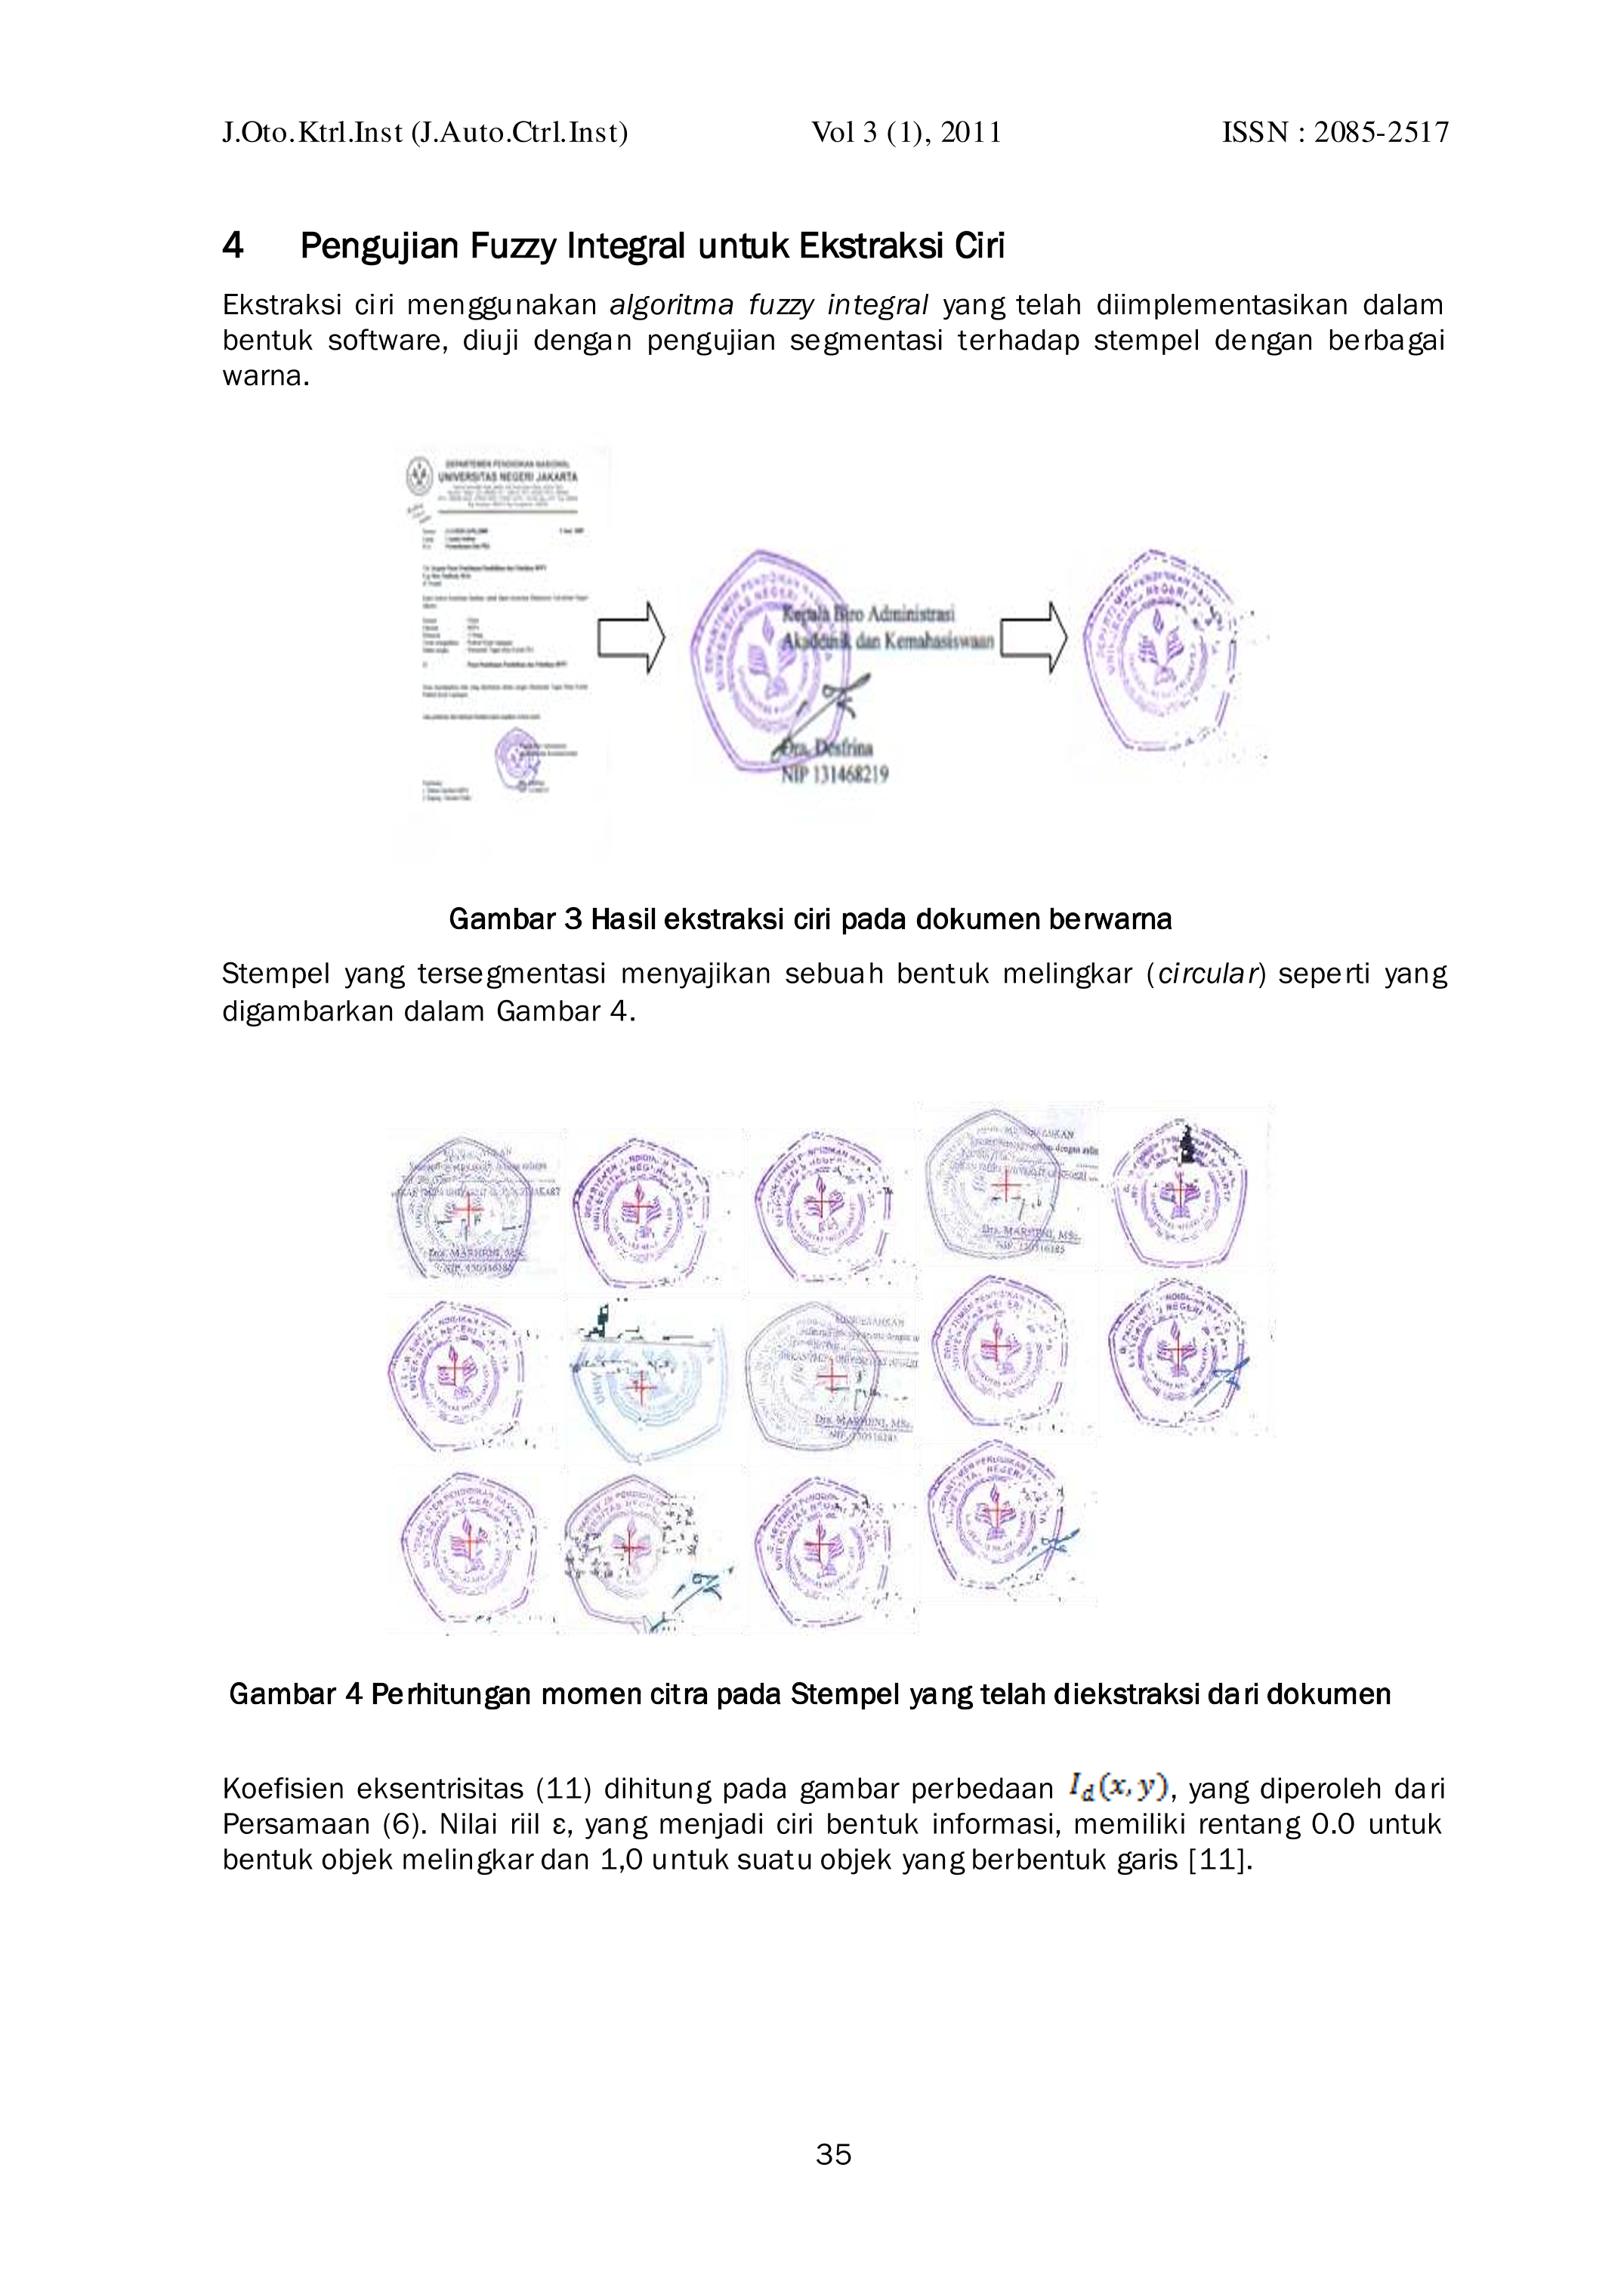 J.Oto.Ktrl.Inst (J.Auto.Ctrl.Inst) Vol 3 (1), 2011 ISSN : 2085-2517
4 Pengujian Fuzzy Integral untuk Ekstraksi Ciri
Ekstraksi ciri menggunakan algoritma fuzzy integral yang telah diimplementasikan dalam
bentuk software, diuji dengan pengujian segmentasi terhadap stempel dengan berbagai
warna.
DEPARTEMEN PENDIDIKAN NASIONAL
UNIVERSITAS NEGERI JAKARTA
Kepala Biro Administrasi
Akademik dan Kemahasiswaan
Dra. Desfrina
NIP 131468219
Gambar 3 Hasil ekstraksi ciri pada dokumen berwarna
Stempel yang tersegmentasi menyajikan sebuah bentuk melingkar (circular) seperti yang
digambarkan dalam Gambar 4.
Gambar 4 Perhitungan momen citra pada Stempel yang telah diekstraksi dari dokumen
Koefisien eksentrisitas (11) dihitung pada gambar perbedaan I_d(x,y), yang diperoleh dari
Persamaan (6). Nilai riil ε, yang menjadi ciri bentuk informasi, memiliki rentang 0.0 untuk
bentuk objek melingkar dan 1,0 untuk suatu objek yang berbentuk garis [11].
35